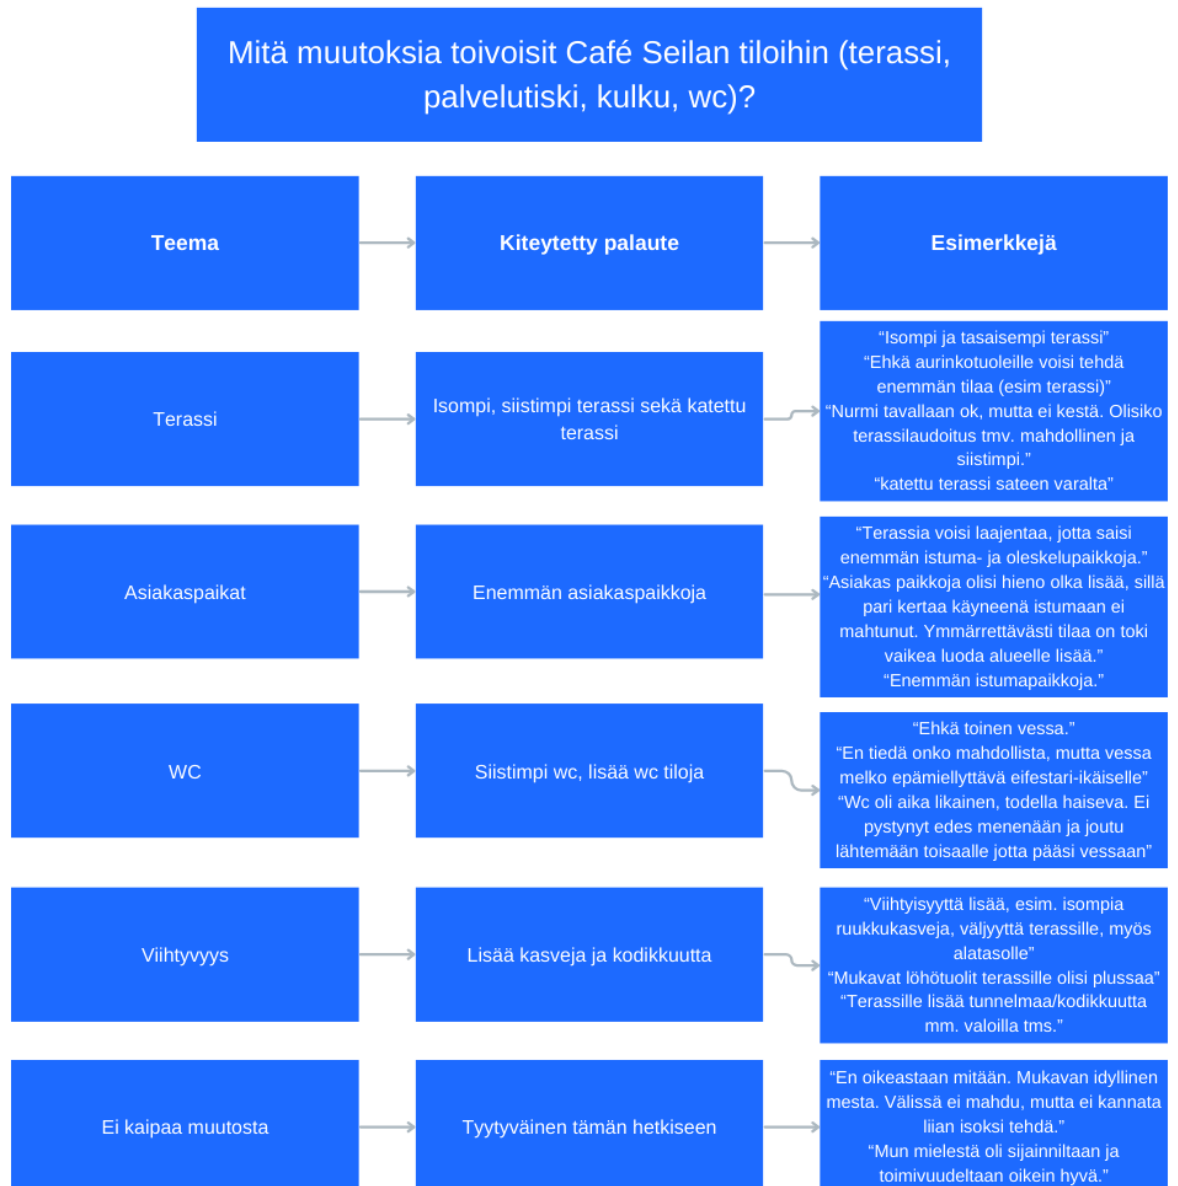 Mitä muutoksia toivoisit Café Seilan tiloihin (terassi,
palvelutiski, kulku, wc)?
Teema
Kiteytetty palaute
Esimerkkejä
Terassi
Isompi, siistimpi terassi sekä katettu
terassi
“Isompi ja tasaisempi terassi”
“Ehkä aurinkotuoleille voisi tehdä
enemmän tilaa (esim terassi)”
“Nurmi tavallaan ok, mutta ei kestä. Olisiko
terassilaudoitus tmv. mahdollinen ja
siistimpi.”
“katettu terassi sateen varalta”
Asiakaspaikat
Enemmän asiakaspaikkoja
“Terassia voisi laajentaa, jotta saisi
enemmän istuma- ja oleskelupaikkoja.”
“Asiakas paikkoja olisi hieno olka lisää, sillä
pari kertaa käyneenä istumaan ei
mahtunut. Ymmärrettävästi tilaa on toki
vaikea luoda alueelle lisää.”
“Enemmän istumapaikkoja.”
WC
Siistimpi wc, lisää wc tiloja
“Ehkä toinen vessa.”
“En tiedä onko mahdollista, mutta vessa
melko epämiellyttävä eifestari-ikäiselle”
“Wc oli aika likainen, todella haiseva. Ei
pystynyt edes menenään ja joutu
lähtemään toisaalle jotta pääsi vessaan”
Viihtyvyys
Lisää kasveja ja kodikkuutta
“Viihtyisyyttä lisää, esim. isompia
ruukkukasveja, väljyyttä terassille, myös
alatasolle”
“Mukavat löhötuolit terassille olisi plussaa”
“Terassille lisää tunnelmaa/kodikkuutta
mm. valoilla tms.”
Ei kaipaa muutosta
Tyytyväinen tämän hetkiseen
“En oikeastaan mitään. Mukavan idyllinen
mesta. Välissä ei mahdu, mutta ei kannata
liian isoksi tehdä.”
“Mun mielestä oli sijainniltaan ja
toimivuudeltaan oikein hyvä.”